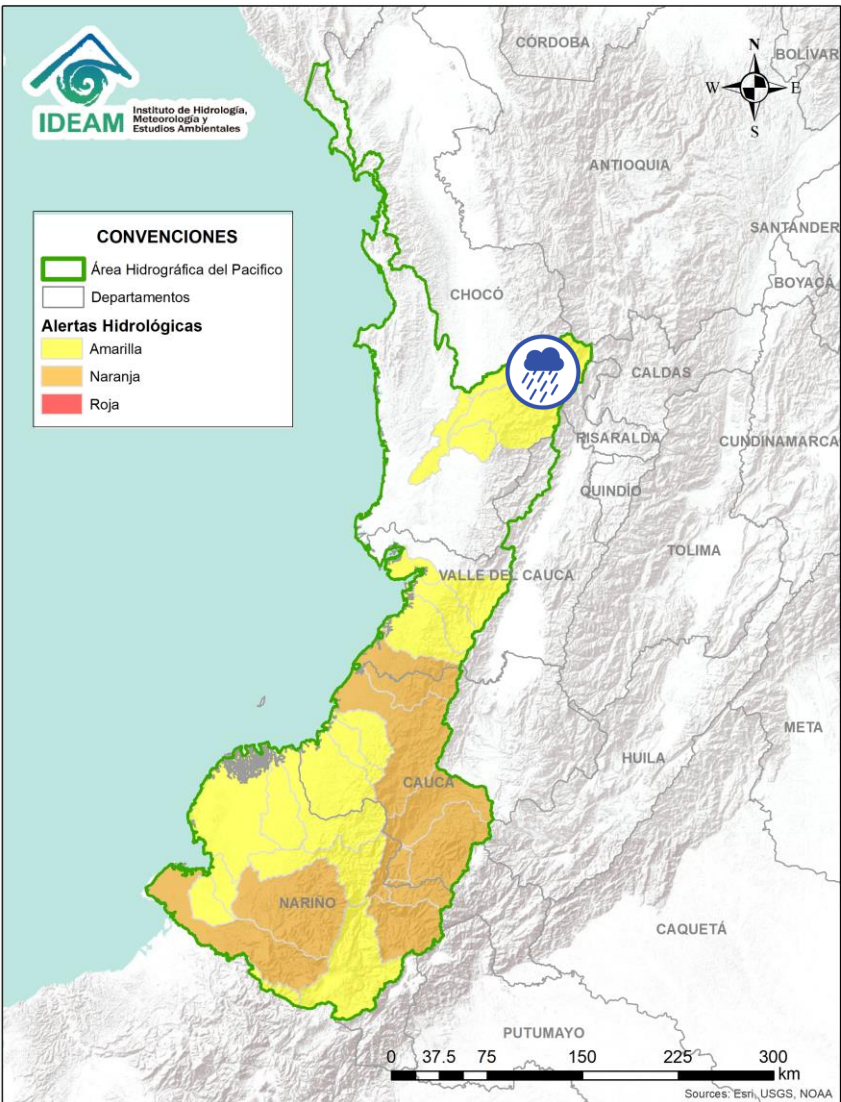 IDEAM
Instituto de Hidrología,
Meteorología y
Estudios Ambientales
N
W
E
S
CÓRDOBA
BOLÍVAR
ANTIOQUIA
SANTANDER
BOYACÁ
CONVENCIONES
Área Hidrográfica del Pacifico
Departamentos
Alertas Hidrológicas
Amarilla
Naranja
Roja
CHOCÓ
CALDAS
RISARALDA
CUNDINAMARCA
QUINDÍO
TOLIMA
VALLE DEL CAUCA
META
HUILA
CAUCA
NARIÑO
CAQUETÁ
PUTUMAYO
0 37.5 75 150 225 300
km
Sources: Esri, USGS, NOAA